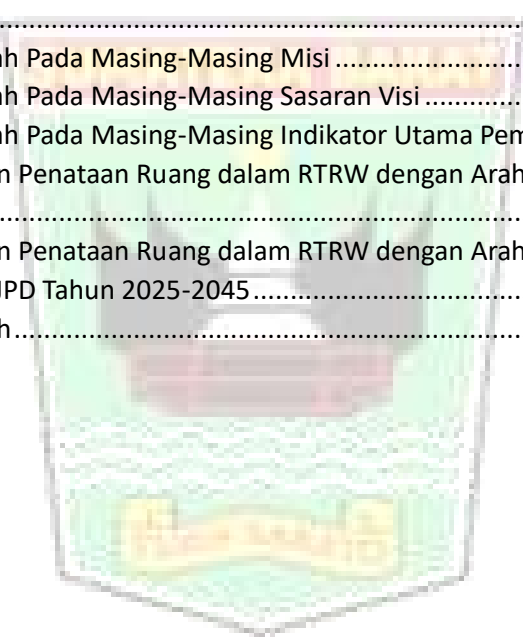 ....................................................................
ah Pada Masing-Masing Misi ........................
ah Pada Masing-Masing Sasaran Visi ............
ah Pada Masing-Masing Indikator Utama Pem
n Penataan Ruang dalam RTRW dengan Arah
....................................................................
n Penataan Ruang dalam RTRW dengan Arah
JPD Tahun 2025-2045 ..................................
h ..................................................................